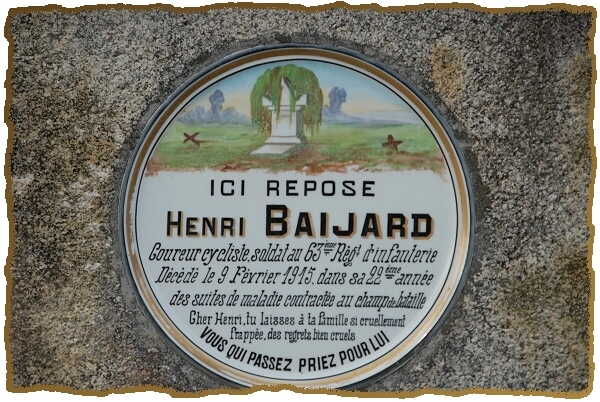 ICI REPOSE
HENRI BAIJARD
Coureur cycliste, soldat au 63ème Régt d'infanterie
Décédé le 9 Février 1915, dans sa 22ème année
des suites de maladie contractée au champ de bataille
Cher Henri, tu laisses à ta famille si cruellement
frappée, des regrets bien cruels
VOUS QUI PASSEZ PRIEZ POUR LUI